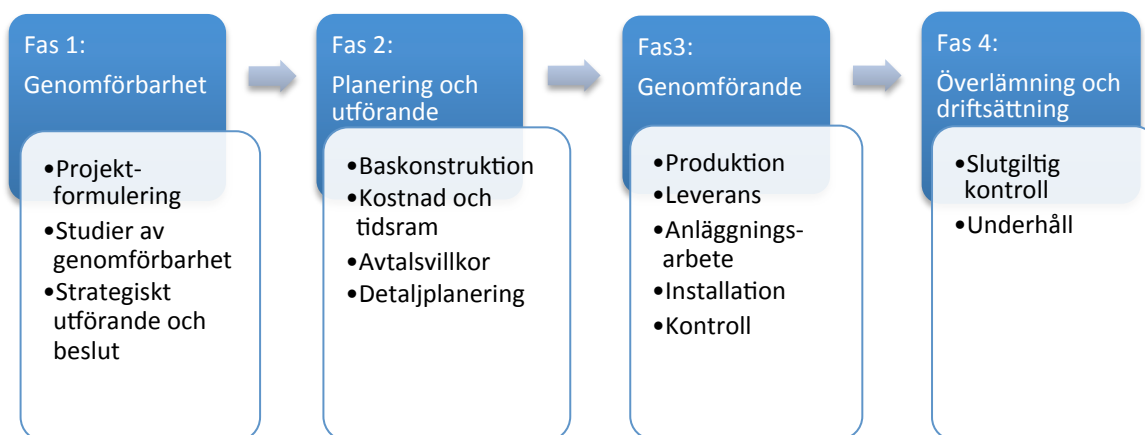 Fas 1:
Genomförbarhet
•Projekt-
formulering
•Studier av
genomförbarhet
•Strategiskt
utförande och
beslut
Fas 2:
Planering och
utförande
•Baskonstruktion
•Kostnad och
tidsram
•Avtalsvillkor
•Detaljplanering
Fas3:
Genomförande
•Produktion
•Leverans
•Anläggnings-
arbete
•Installation
•Kontroll
Fas 4:
Överlämning och
driftsättning
•Slutgiltig
kontroll
•Underhåll